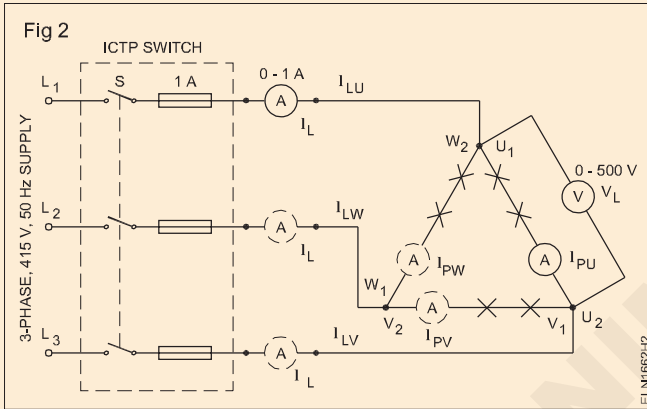 Fig 2
ICTP SWITCH
L1
S
1 A
0 - 1 A
A
IL
ILU
W2
U1
0 - 500 V
V
VL
3-PHASE, 415 V, 50 Hz SUPPLY
L2
A
IL
ILW
A
IPW
A
IPU
W1
V2
A
IPV
V1
U2
L3
A
IL
ILV
ELN1662H2